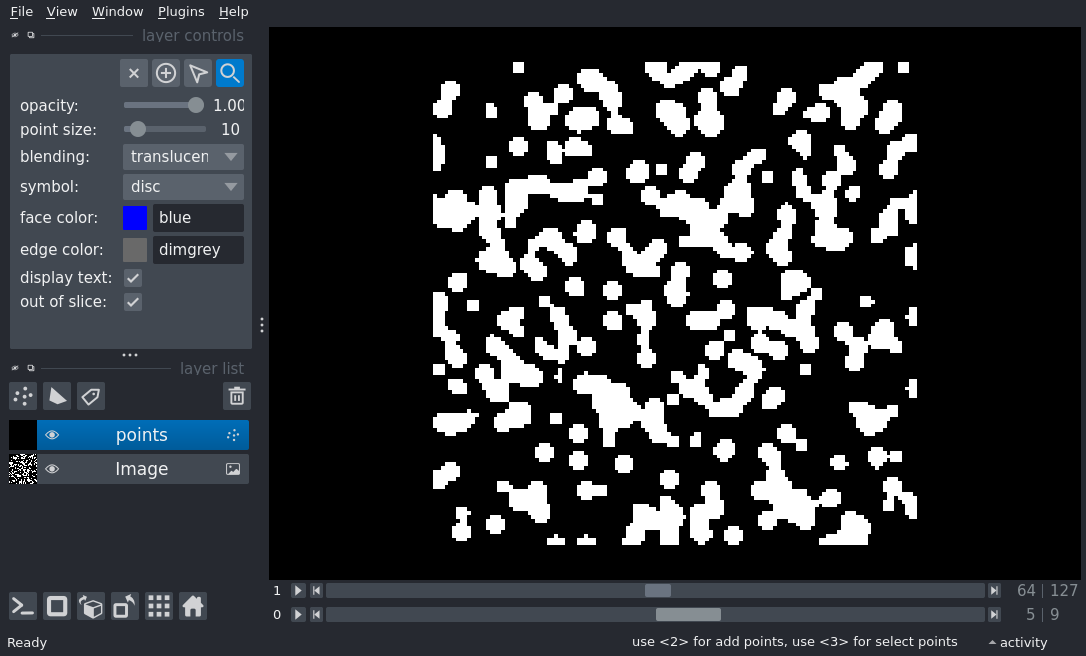 File View Window Plugins Help
layer controls
opacity: 1.00
point size: 10
blending: translucen
symbol: disc
face color: blue
edge color: dimgrey
display text:
out of slice:
layer list
points
Image
1 64 | 127
0 5 | 9
Ready use <2> for add points, use <3> for select points activity